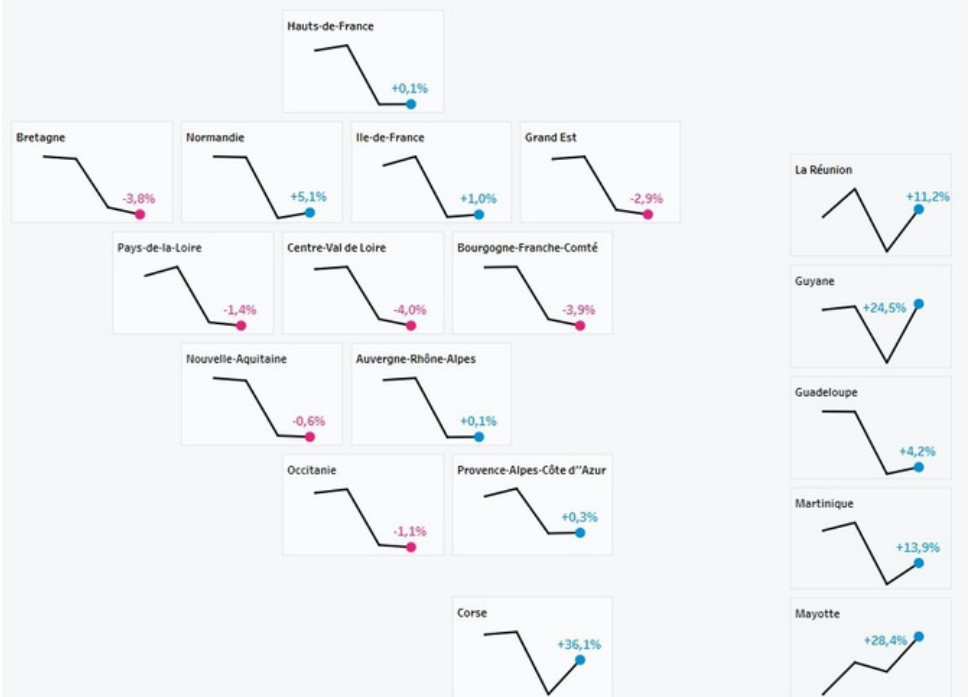 Hauts-de-France
+0,1%
Bretagne
-3,8%
Normandie
+5,1%
Ile-de-France
+1,0%
Grand Est
-2,9%
La Réunion
+11,2%
Pays-de-la-Loire
-1,4%
Centre-Val de Loire
-4,0%
Bourgogne-Franche-Comté
-3,9%
Guyane
+24,5%
Nouvelle-Aquitaine
-0,6%
Auvergne-Rhône-Alpes
+0,1%
Guadeloupe
+4,2%
Occitanie
-1,1%
Provence-Alpes-Côte d''Azur
+0,3%
Martinique
+13,9%
Corse
+36,1%
Mayotte
+28,4%